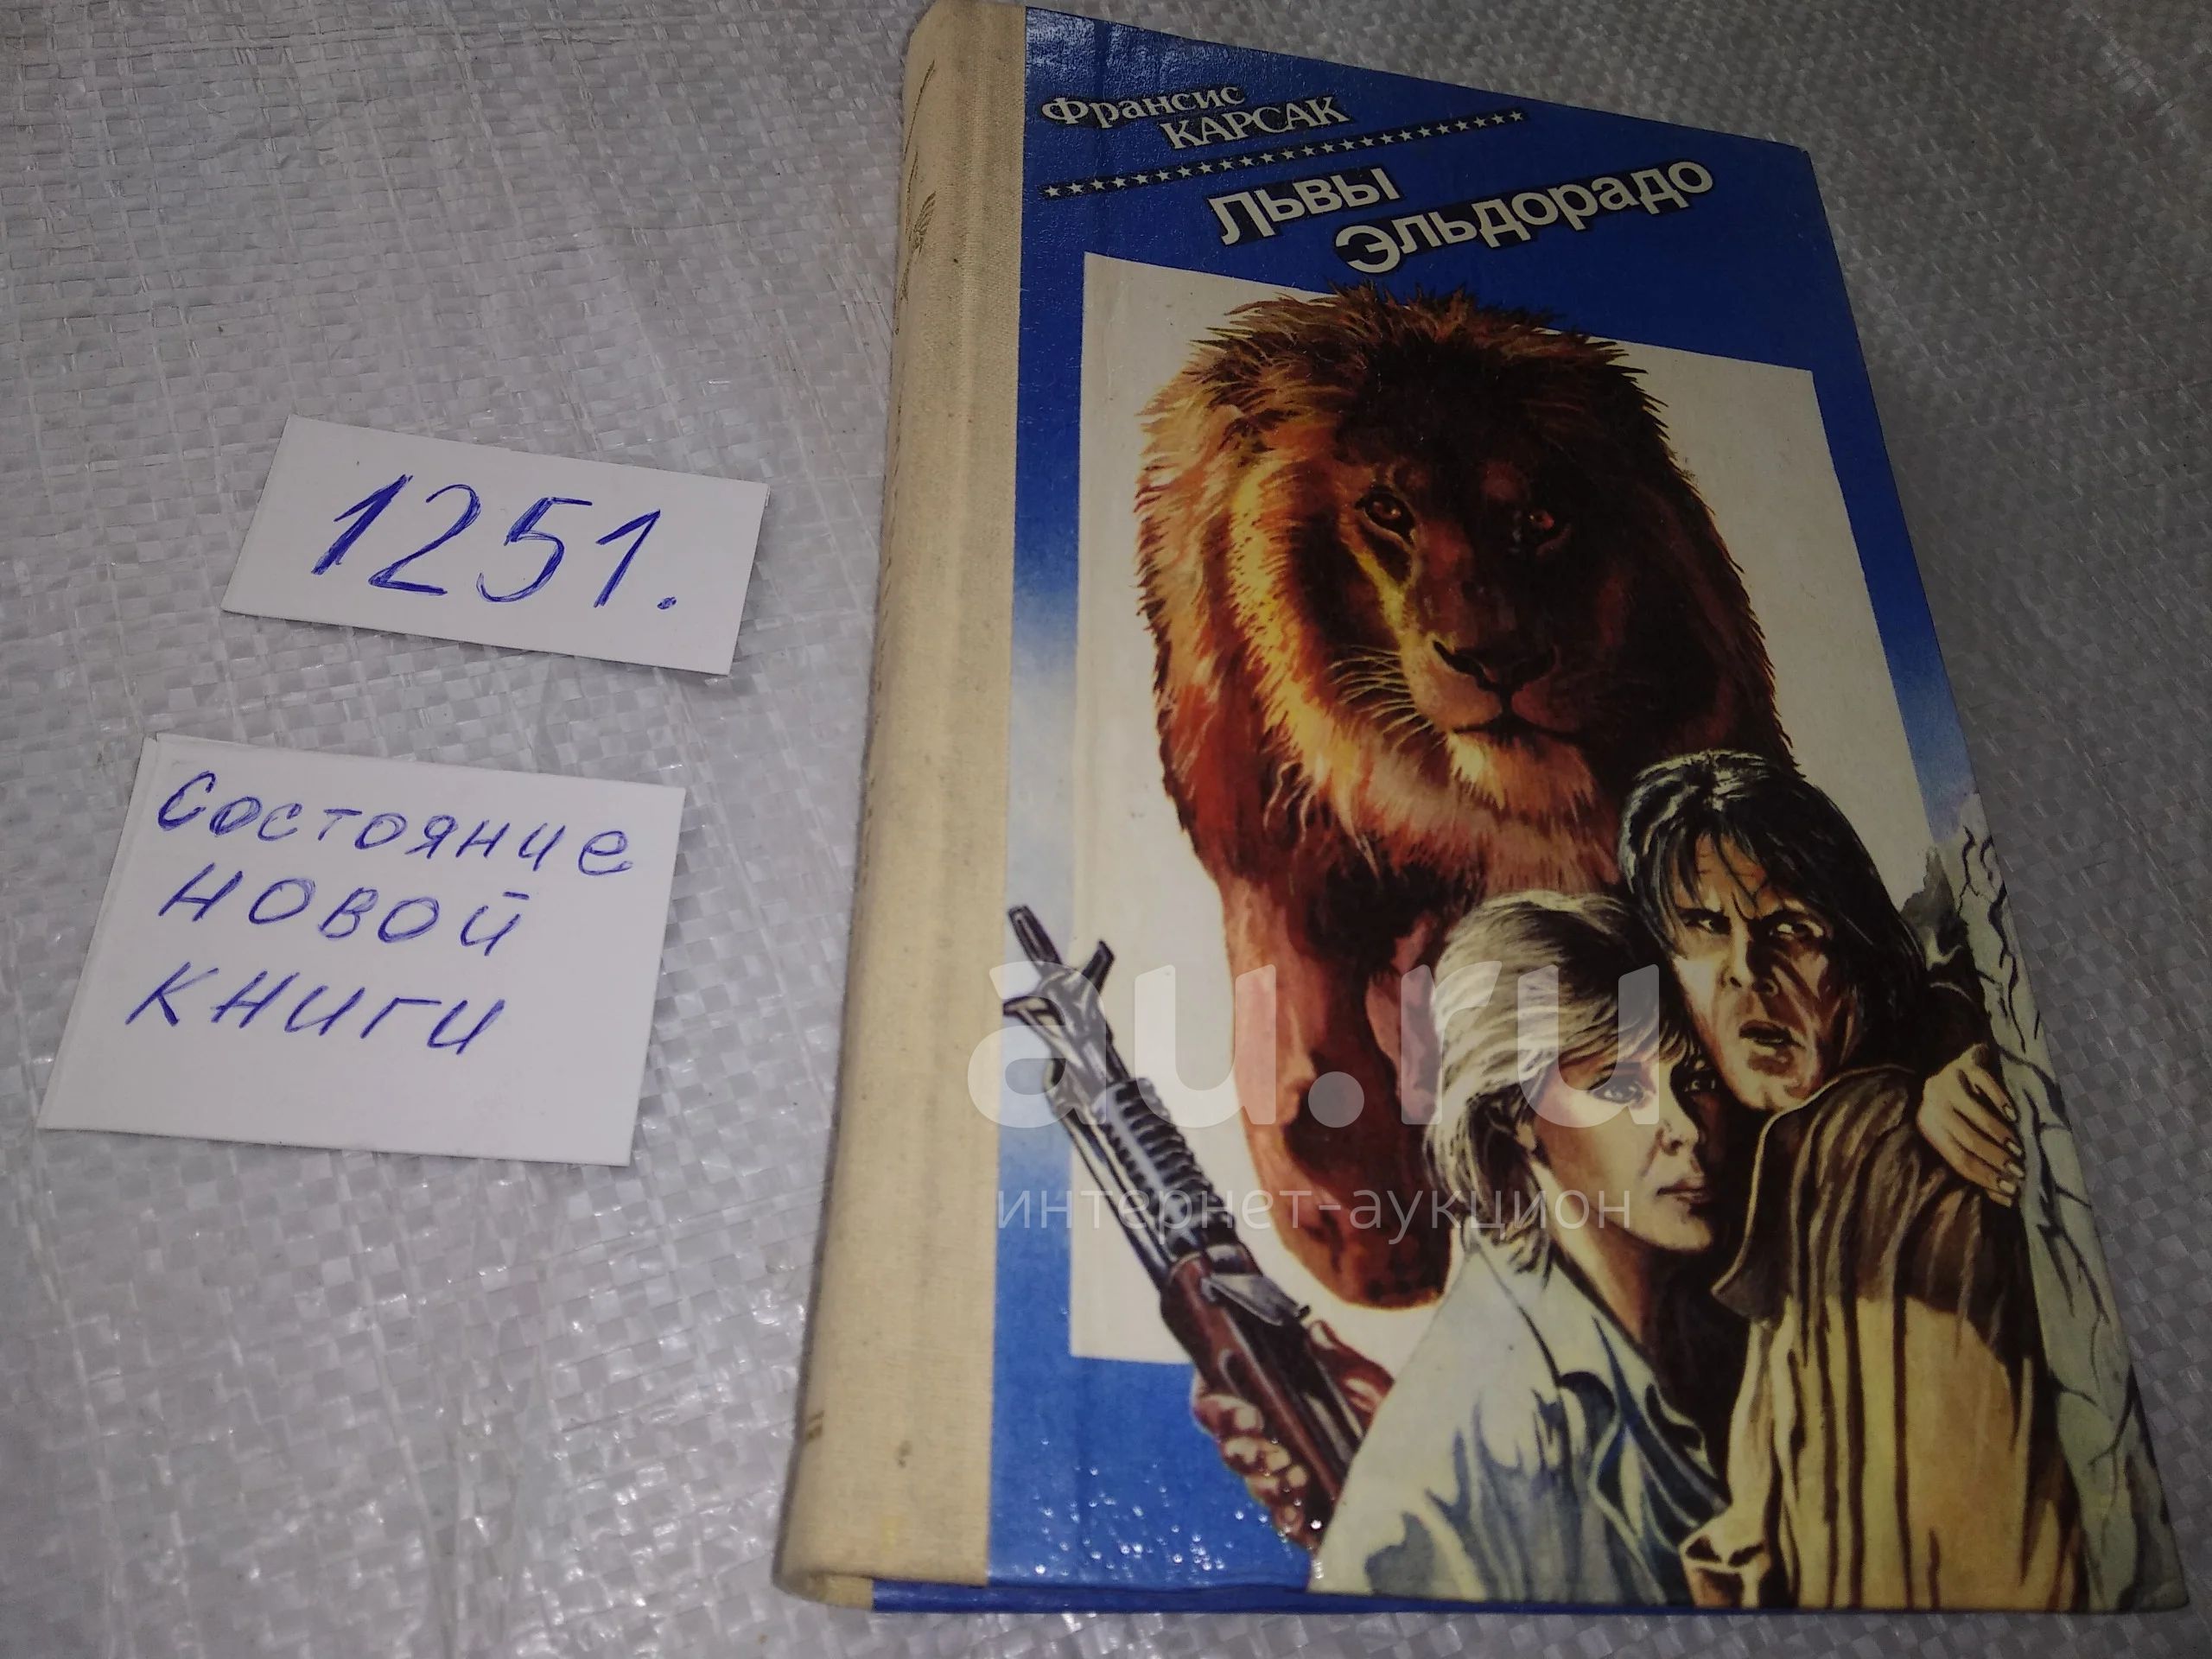 Франсис
КАРСАК
Львы
Эльдорадо
1251.
Состояние
новой
книги
au.ru
интернет-аукцион